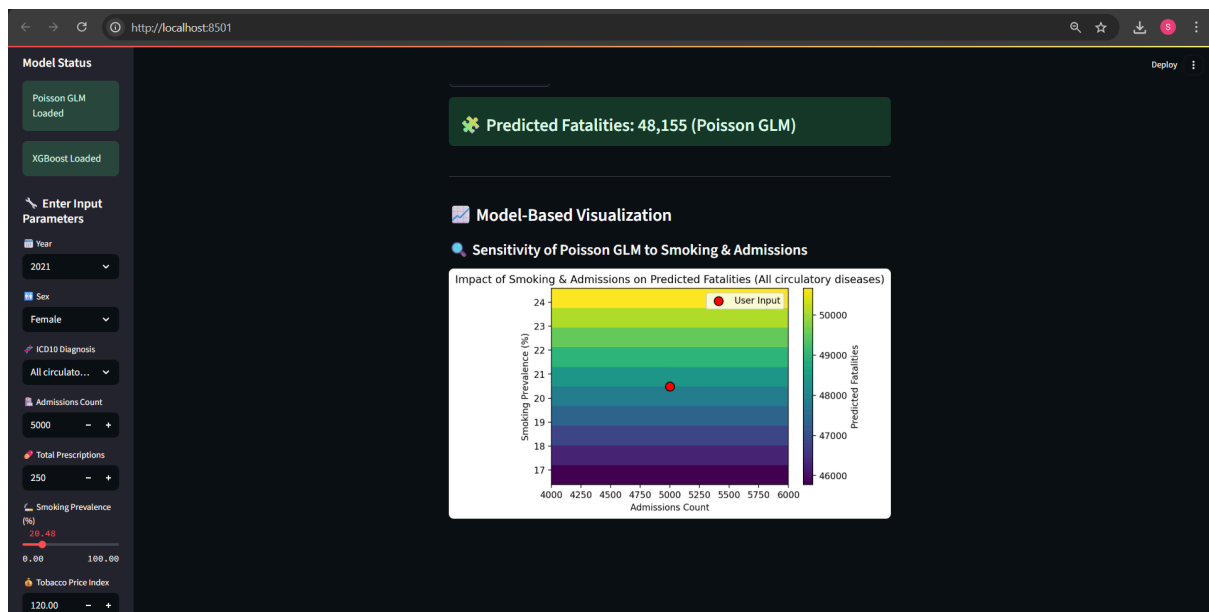 http://localhost:8501
S
Deploy
Model Status
Poisson GLM
Loaded
XGBoost Loaded
Enter Input
Parameters
Year
2021
Sex
Female
ICD10 Diagnosis
All circulato...
Admissions Count
5000
- +
Total Prescriptions
250
- +
Smoking Prevalence
(%)
20.48
0.00 100.00
Tobacco Price Index
120.00
- +
Predicted Fatalities: 48,155 (Poisson GLM)
Model-Based Visualization
Sensitivity of Poisson GLM to Smoking & Admissions
Impact of Smoking & Admissions on Predicted Fatalities (All circulatory diseases)
User Input
Smoking Prevalence (%)
24
23
22
21
20
19
18
17
4000 4250 4500 4750 5000 5250 5500 5750 6000
Admissions Count
50000
49000
48000
47000
46000
Predicted Fatalities